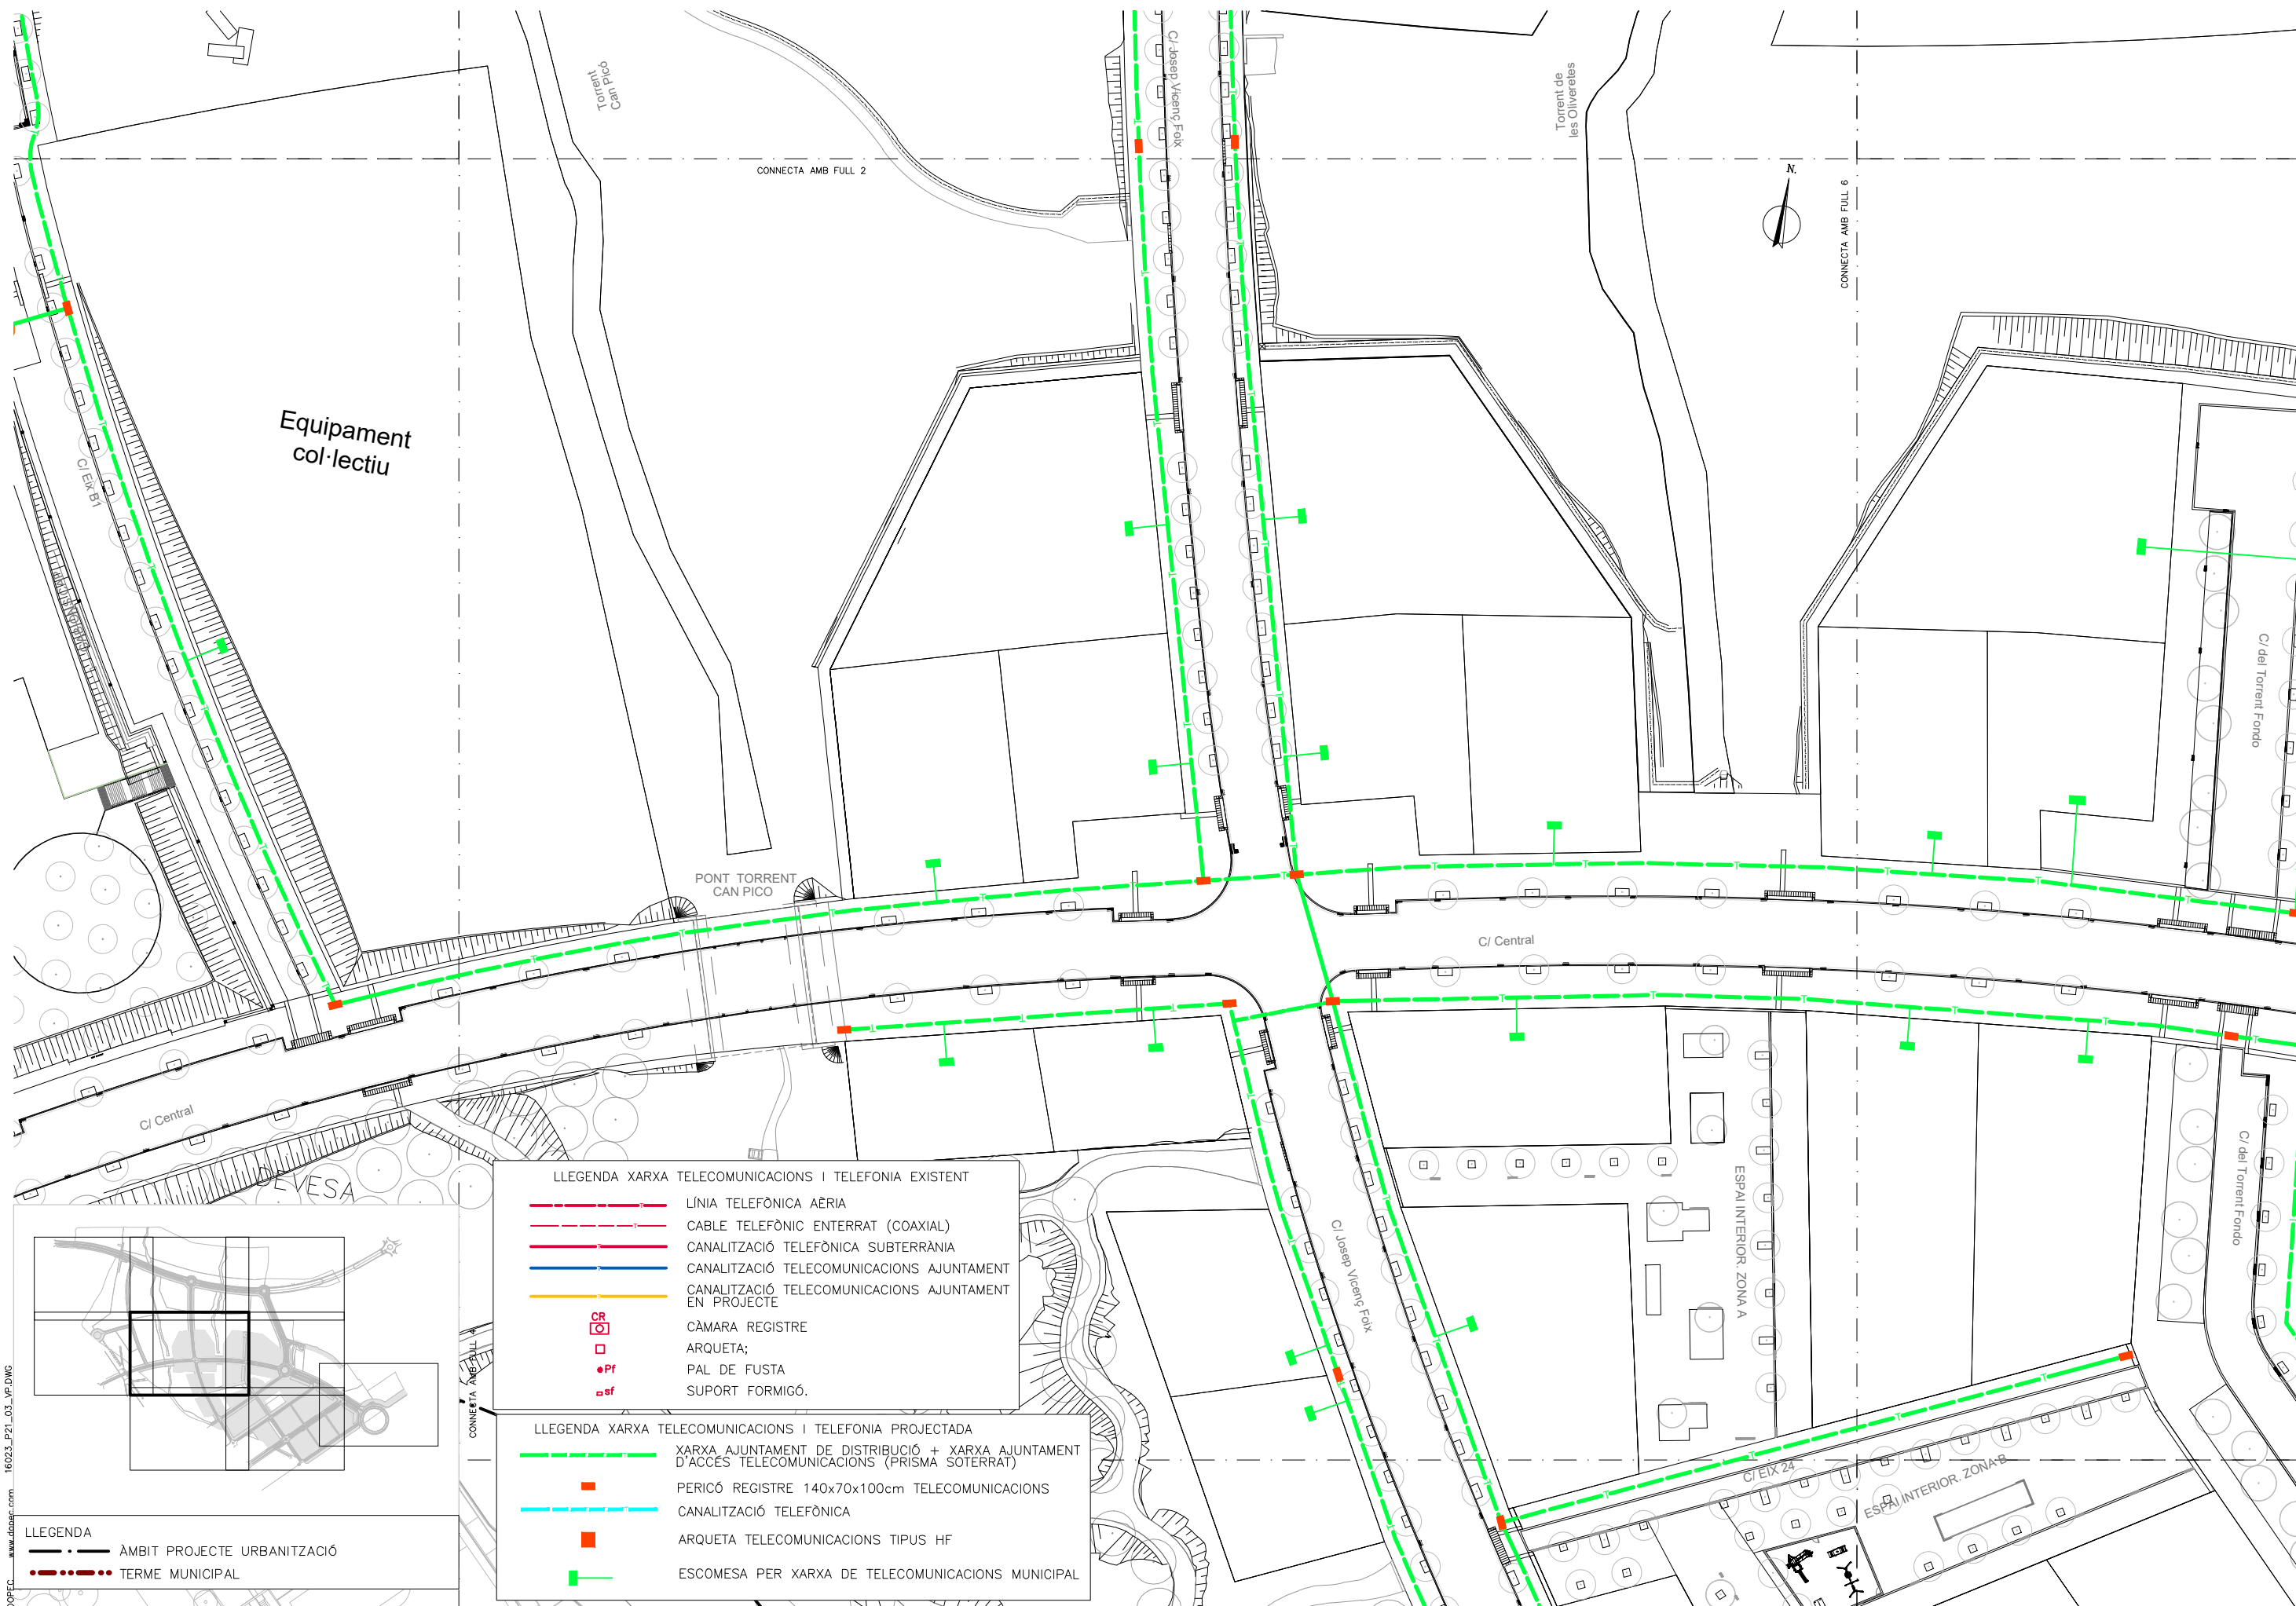 C/ Josep Vicenç Foix
Torrent
Can Picó
Torrent de
les Oliveretes
CONNECTA AMB FULL 2
N.
CONNECTA AMB FULL 6
Equipament
col·lectiu
C/ Eix B1
C/ del Torrent Fondo
PONT TORRENT
CAN PICO
C/ Central
C/ Central
DEVESA
C/ Josep Vicenç Foix
ESPAI INTERIOR. ZONA A
C/ del Torrent Fondo
C/ EIX 24
ESPAI INTERIOR. ZONA B
CONNECTA AMB FULL 4
LLEGENDA XARXA TELECOMUNICACIONS I TELEFONIA EXISTENT
LÍNIA TELEFÒNICA AÈRIA
CABLE TELEFÒNIC ENTERRAT (COAXIAL)
CANALITZACIÓ TELEFÒNICA SUBTERRÀNIA
CANALITZACIÓ TELECOMUNICACIONS AJUNTAMENT
CANALITZACIÓ TELECOMUNICACIONS AJUNTAMENT
EN PROJECTE
CR
CÀMARA REGISTRE
ARQUETA;
Pf PAL DE FUSTA
sf SUPORT FORMIGÓ.
LLEGENDA XARXA TELECOMUNICACIONS I TELEFONIA PROJECTADA
XARXA AJUNTAMENT DE DISTRIBUCIÓ + XARXA AJUNTAMENT
D'ACCÉS TELECOMUNICACIONS (PRISMA SOTERRAT)
PERICÓ REGISTRE 140x70x100cm TELECOMUNICACIONS
CANALITZACIÓ TELEFÒNICA
ARQUETA TELECOMUNICACIONS TIPUS HF
ESCOMESA PER XARXA DE TELECOMUNICACIONS MUNICIPAL
LLEGENDA
ÀMBIT PROJECTE URBANITZACIÓ
TERME MUNICIPAL
DOPEC www.dopec.com 16023_P21_03_VP.DWG